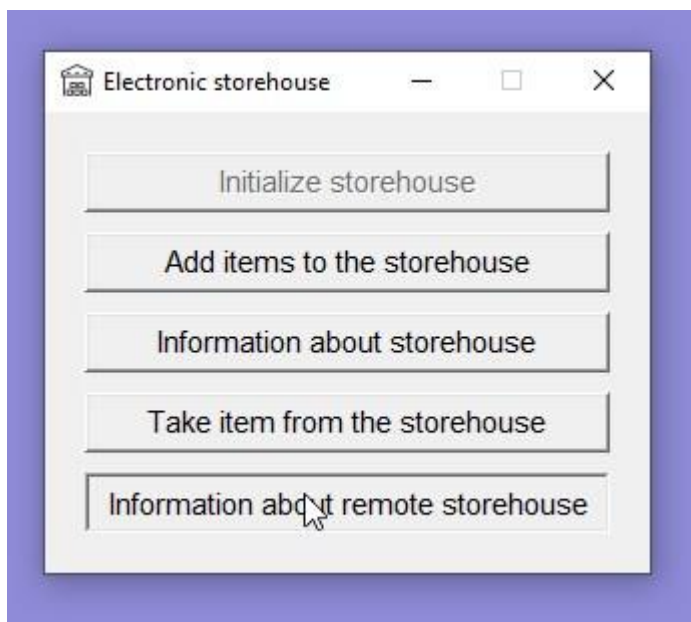 Electronic storehouse
Initialize storehouse
Add items to the storehouse
Information about storehouse
Take item from the storehouse
Information about remote storehouse